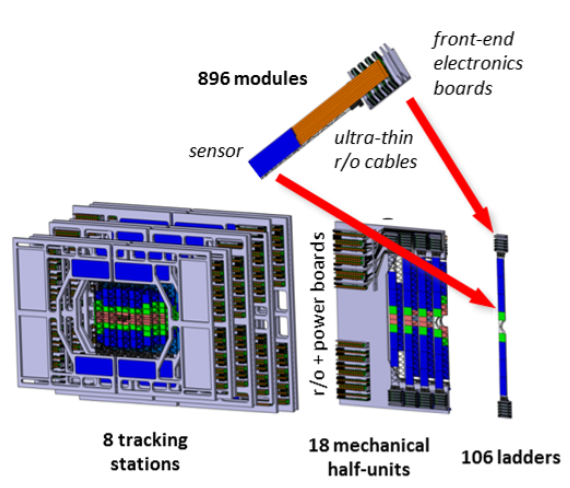 front-end
electronics
boards
896 modules
sensor
ultra-thin
r/o cables
r/o + power boards
8 tracking
stations
18 mechanical
half-units
106 ladders